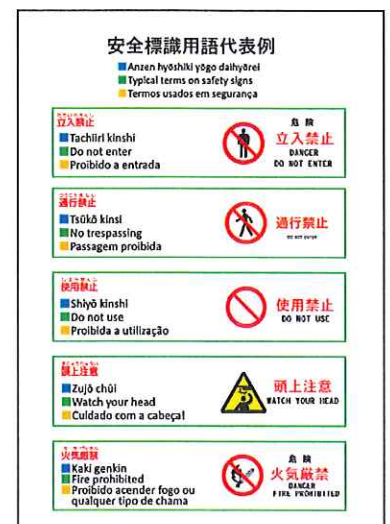 安全標識用語代表例
Anzen hyōshiki yōgo daihyōrei
Typical terms on safety signs
Termos usados em segurança
立入禁止
Tachiiri kinshi
Do not enter
Proibido a entrada
危険
立入禁止
DANGER
DO NOT ENTER
通行禁止
Tsūkō kinsi
No trespassing
Passagem proibida
通行禁止
DO NOT ENTER
使用禁止
Shiyō kinshi
Do not use
Proibida a utilização
使用禁止
DO NOT USE
頭上注意
Zujō chūi
Watch your head
Cuidado com a cabeça!
頭上注意
WATCH YOUR HEAD
火気厳禁
Kaki genkin
Fire prohibited
Proibido acender fogo ou
qualquer tipo de chama
危険
火気厳禁
DANGER
FIRE PROHIBITED